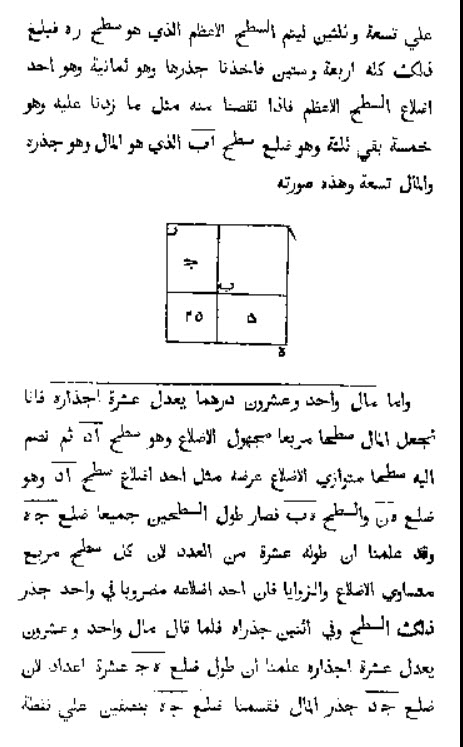 علي تسعة وثلثين ليتم السطح الاعظم الذي هو سطح ره فبلغ
ذلك كله اربعة وستين فاخذنا جذرها وهو ثمانية وهو احد
اضلاع السطح الاعظم فاذا نقصنا منه مثل ما زدنا عليه وهو
خمسة بقي ثلثة وهو ضلع سطح اب الذي هو المال وهو جذره
والمال تسعة وهذه صورته
ج
ب
٢٥
٥
ه
واما مال واحد وعشرون درهما يعدل عشرة اجذاره فانا
نجعل المال سطحا مربعا مجهول الاضلاع وهو سطح اد ثم نضم
اليه سطحا متوازي الاضلاع عرضه مثل احد اضلاع سطح اد وهو
ضلع ه‍ن والسطح ه‍ب فصار طول السطحين جميعا ضلع ج‍ه
وقد علمنا ان طوله عشرة من العدد لان كل سطح مربع
متساوي الاضلاع والزوايا فان احد اضلاعه مضروبا في واحد جذر
ذلك السطح وفي اثنين جذراه فلما قال مال واحد وعشرون
يعدل عشرة اجذاره علمنا ان طول ضلع ه‍ج عشرة اعداد لان
ضلع جد جذر المال فقسمنا ضلع ج‍ه بنصفين علي نقطة